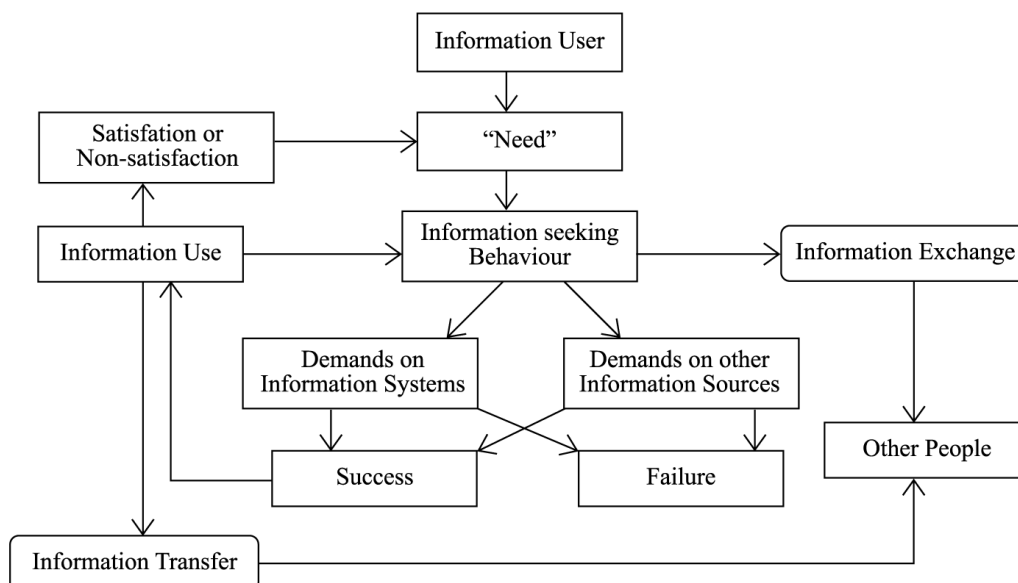 Information User
Satisfation or
Non-satisfaction
“Need”
Information Use
Information seeking
Behaviour
Information Exchange
Demands on
Information Systems
Demands on other
Information Sources
Other People
Success
Failure
Information Transfer